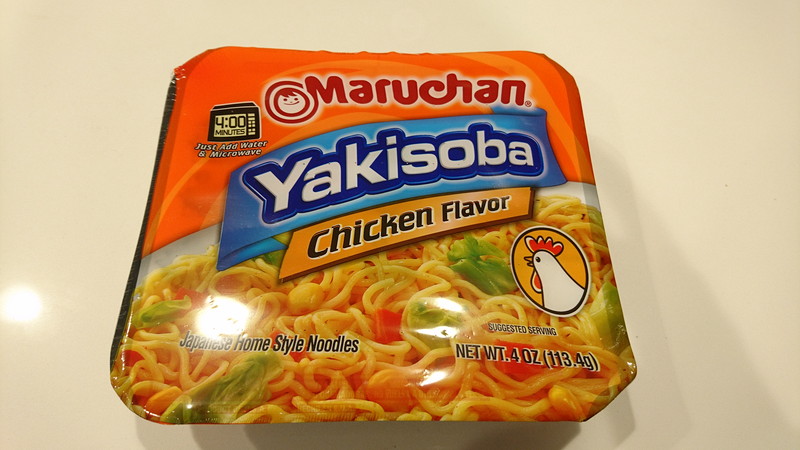 Maruchan®
4:00
MINUTES
Just Add Water
& Microwave
Yakisoba
Chicken Flavor
SUGGESTED SERVING
Japanese Home Style Noodles
NET WT. 4 OZ (113.4g)